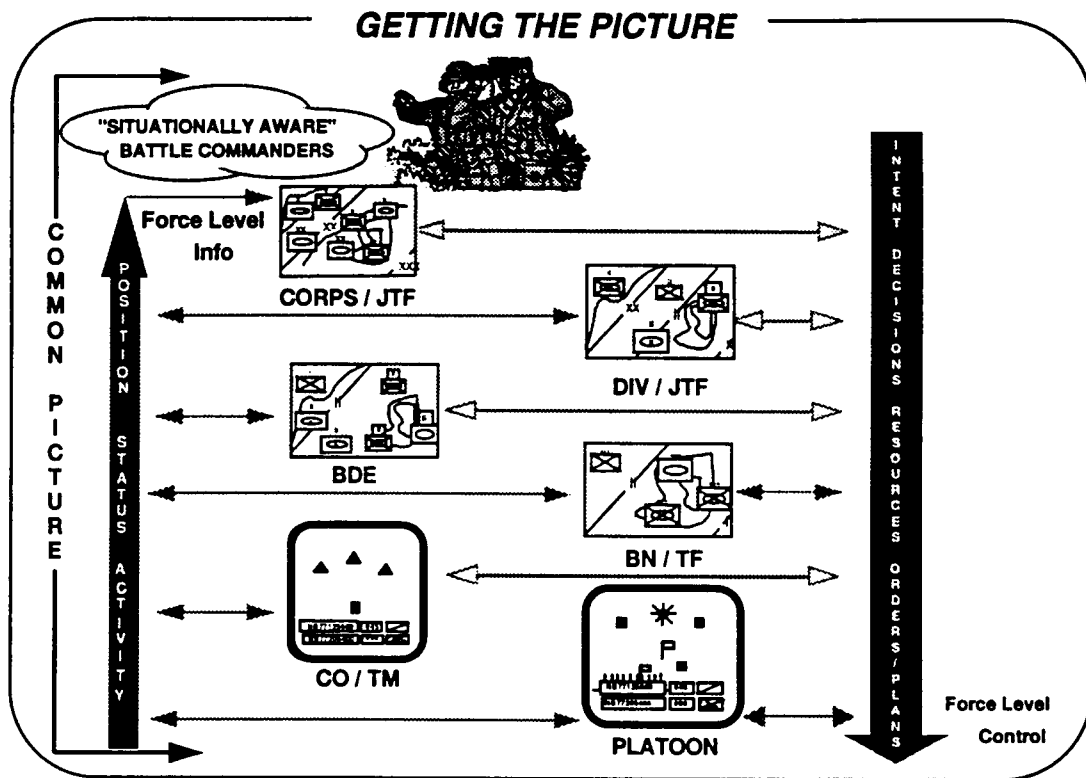 GETTING THE PICTURE
"SITUATIONALLY AWARE"
BATTLE COMMANDERS
COMMON PICTURE
POSITION STATUS ACTIVITY
Force Level
Info
CORPS / JTF
DIV / JTF
BDE
BN / TF
CO / TM
PLATOON
INTENT DECISIONS RESOURCES ORDERS/PLANS
Force Level
Control